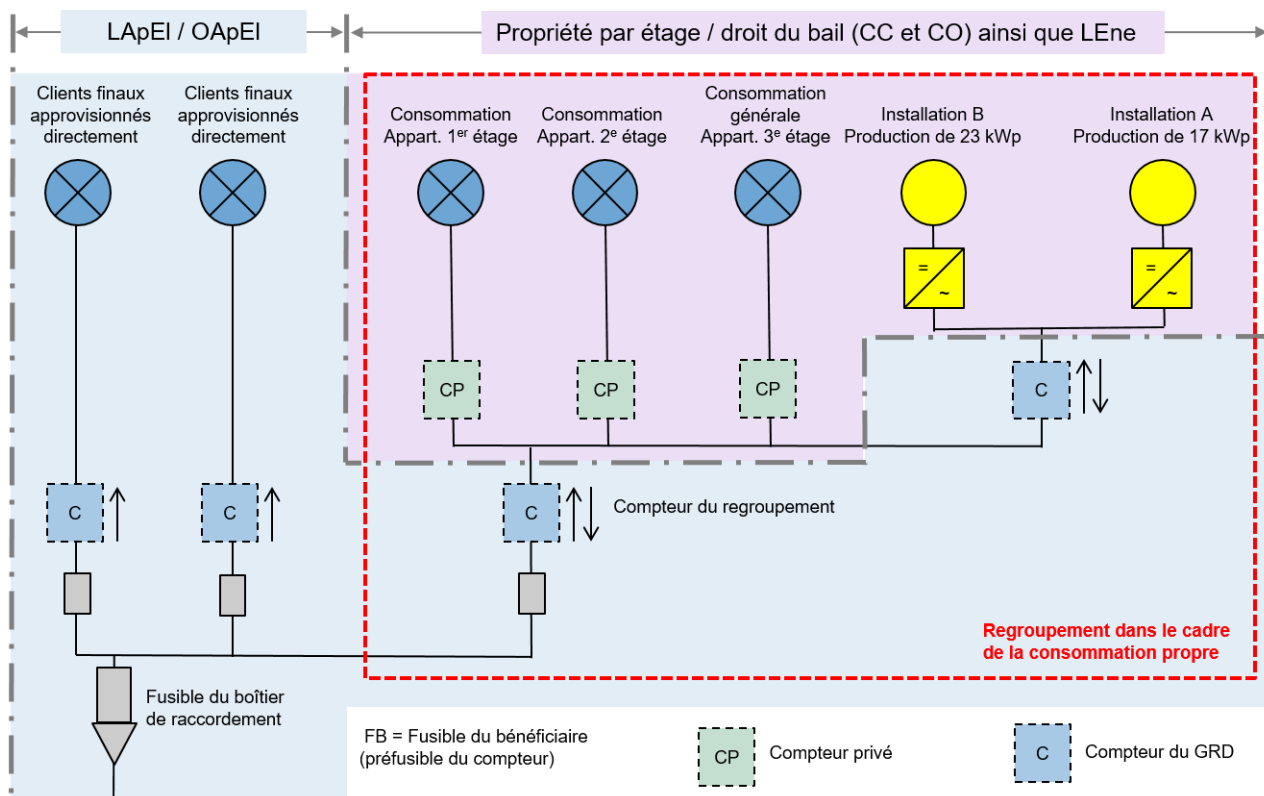 LApEl / OApEl
Propriété par étage / droit du bail (CC et CO) ainsi que LEne
Clients finaux
approvisionnés
directement
Clients finaux
approvisionnés
directement
Consommation
Appart. 1er étage
Consommation
Appart. 2e étage
Consommation
générale
Appart. 3e étage
Installation B
Production de 23 kWp
Installation A
Production de 17 kWp
=
~
=
~
CP
CP
CP
C
C
C
C
Compteur du regroupement
Regroupement dans le cadre
de la consommation propre
Fusible du boîtier
de raccordement
FB = Fusible du bénéficiaire
(préfusible du compteur)
CP
Compteur privé
C
Compteur du GRD